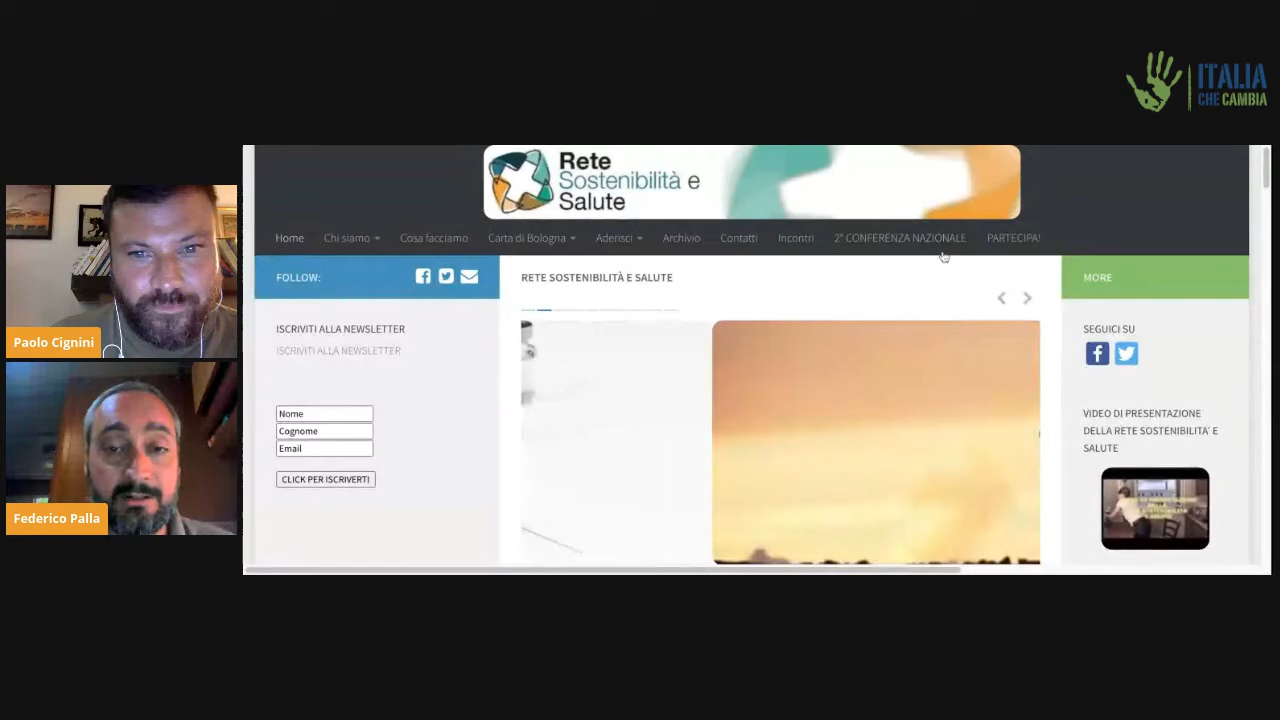 ITALIA
CHE CAMBIA
Rete
Sostenibilità e
Salute
Home Chi siamo Cosa facciamo Carta di Bologna Aderisci Archivio Contatti Incontri 2° CONFERENZA NAZIONALE PARTECIPA!
FOLLOW:
ISCRIVITI ALLA NEWSLETTER
ISCRIVITI ALLA NEWSLETTER
Nome
Cognome
Email
CLICK PER ISCRIVERTI
RETE SOSTENIBILITÀ E SALUTE
MORE
SEGUICI SU
VIDEO DI PRESENTAZIONE
DELLA RETE SOSTENIBILITA' E
SALUTE
Paolo Cignini
Federico Palla